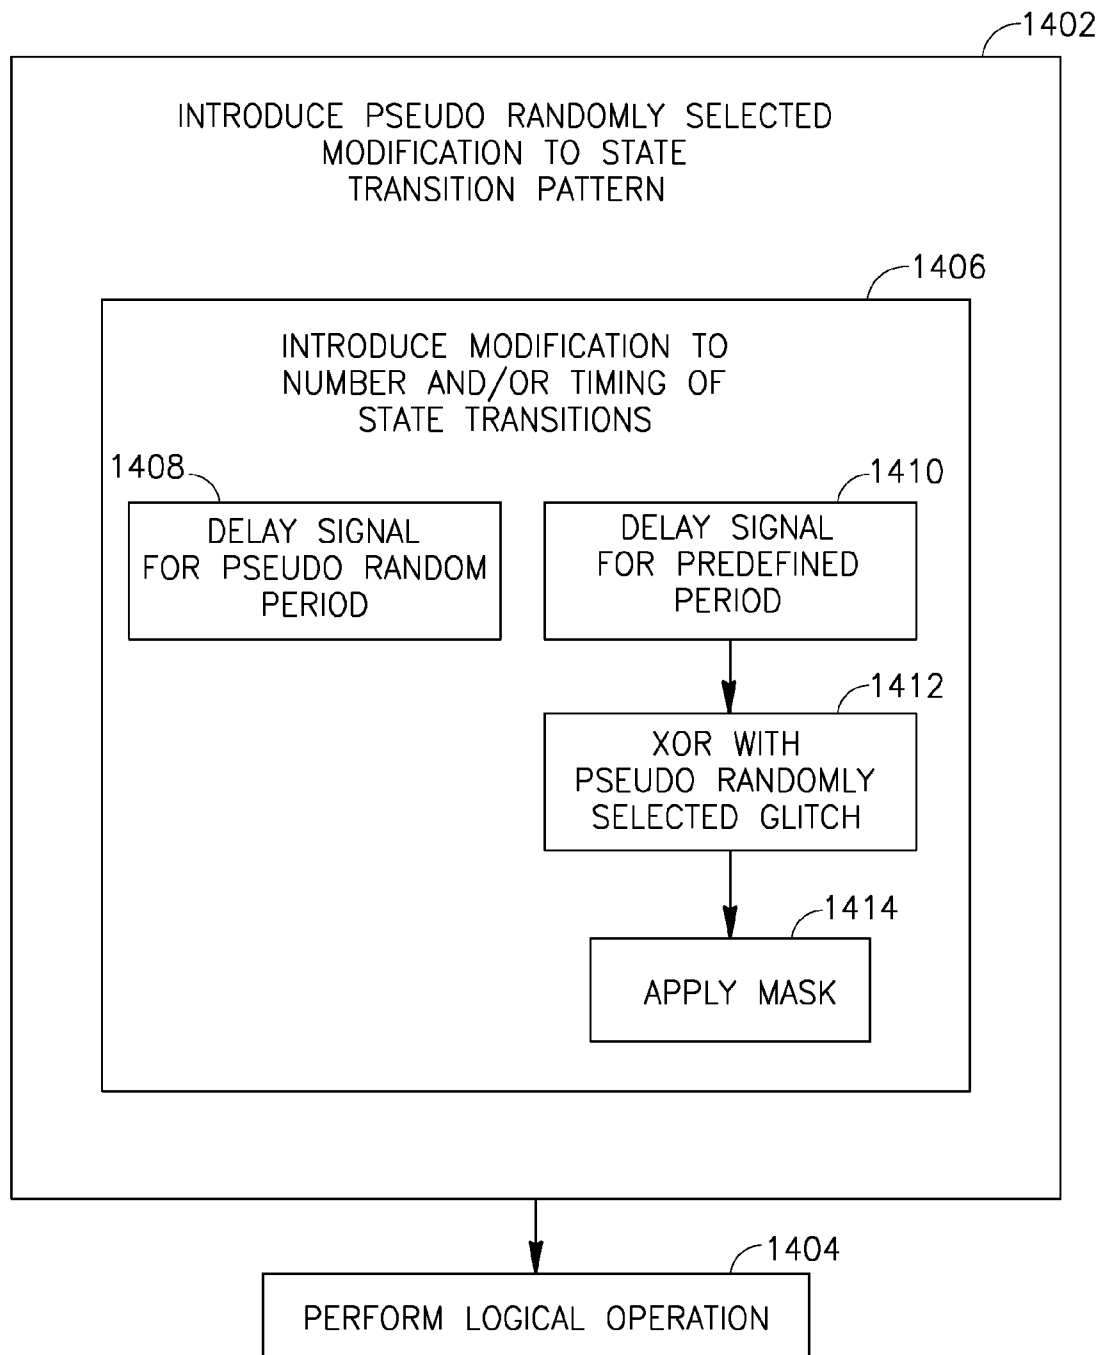 1402
INTRODUCE PSEUDO RANDOMLY SELECTED
MODIFICATION TO STATE
TRANSITION PATTERN
1406
INTRODUCE MODIFICATION TO
NUMBER AND/OR TIMING OF
STATE TRANSITIONS
1408
DELAY SIGNAL
FOR PSEUDO RANDOM
PERIOD
1410
DELAY SIGNAL
FOR PREDEFINED
PERIOD
1412
XOR WITH
PSEUDO RANDOMLY
SELECTED GLITCH
1414
APPLY MASK
1404
PERFORM LOGICAL OPERATION